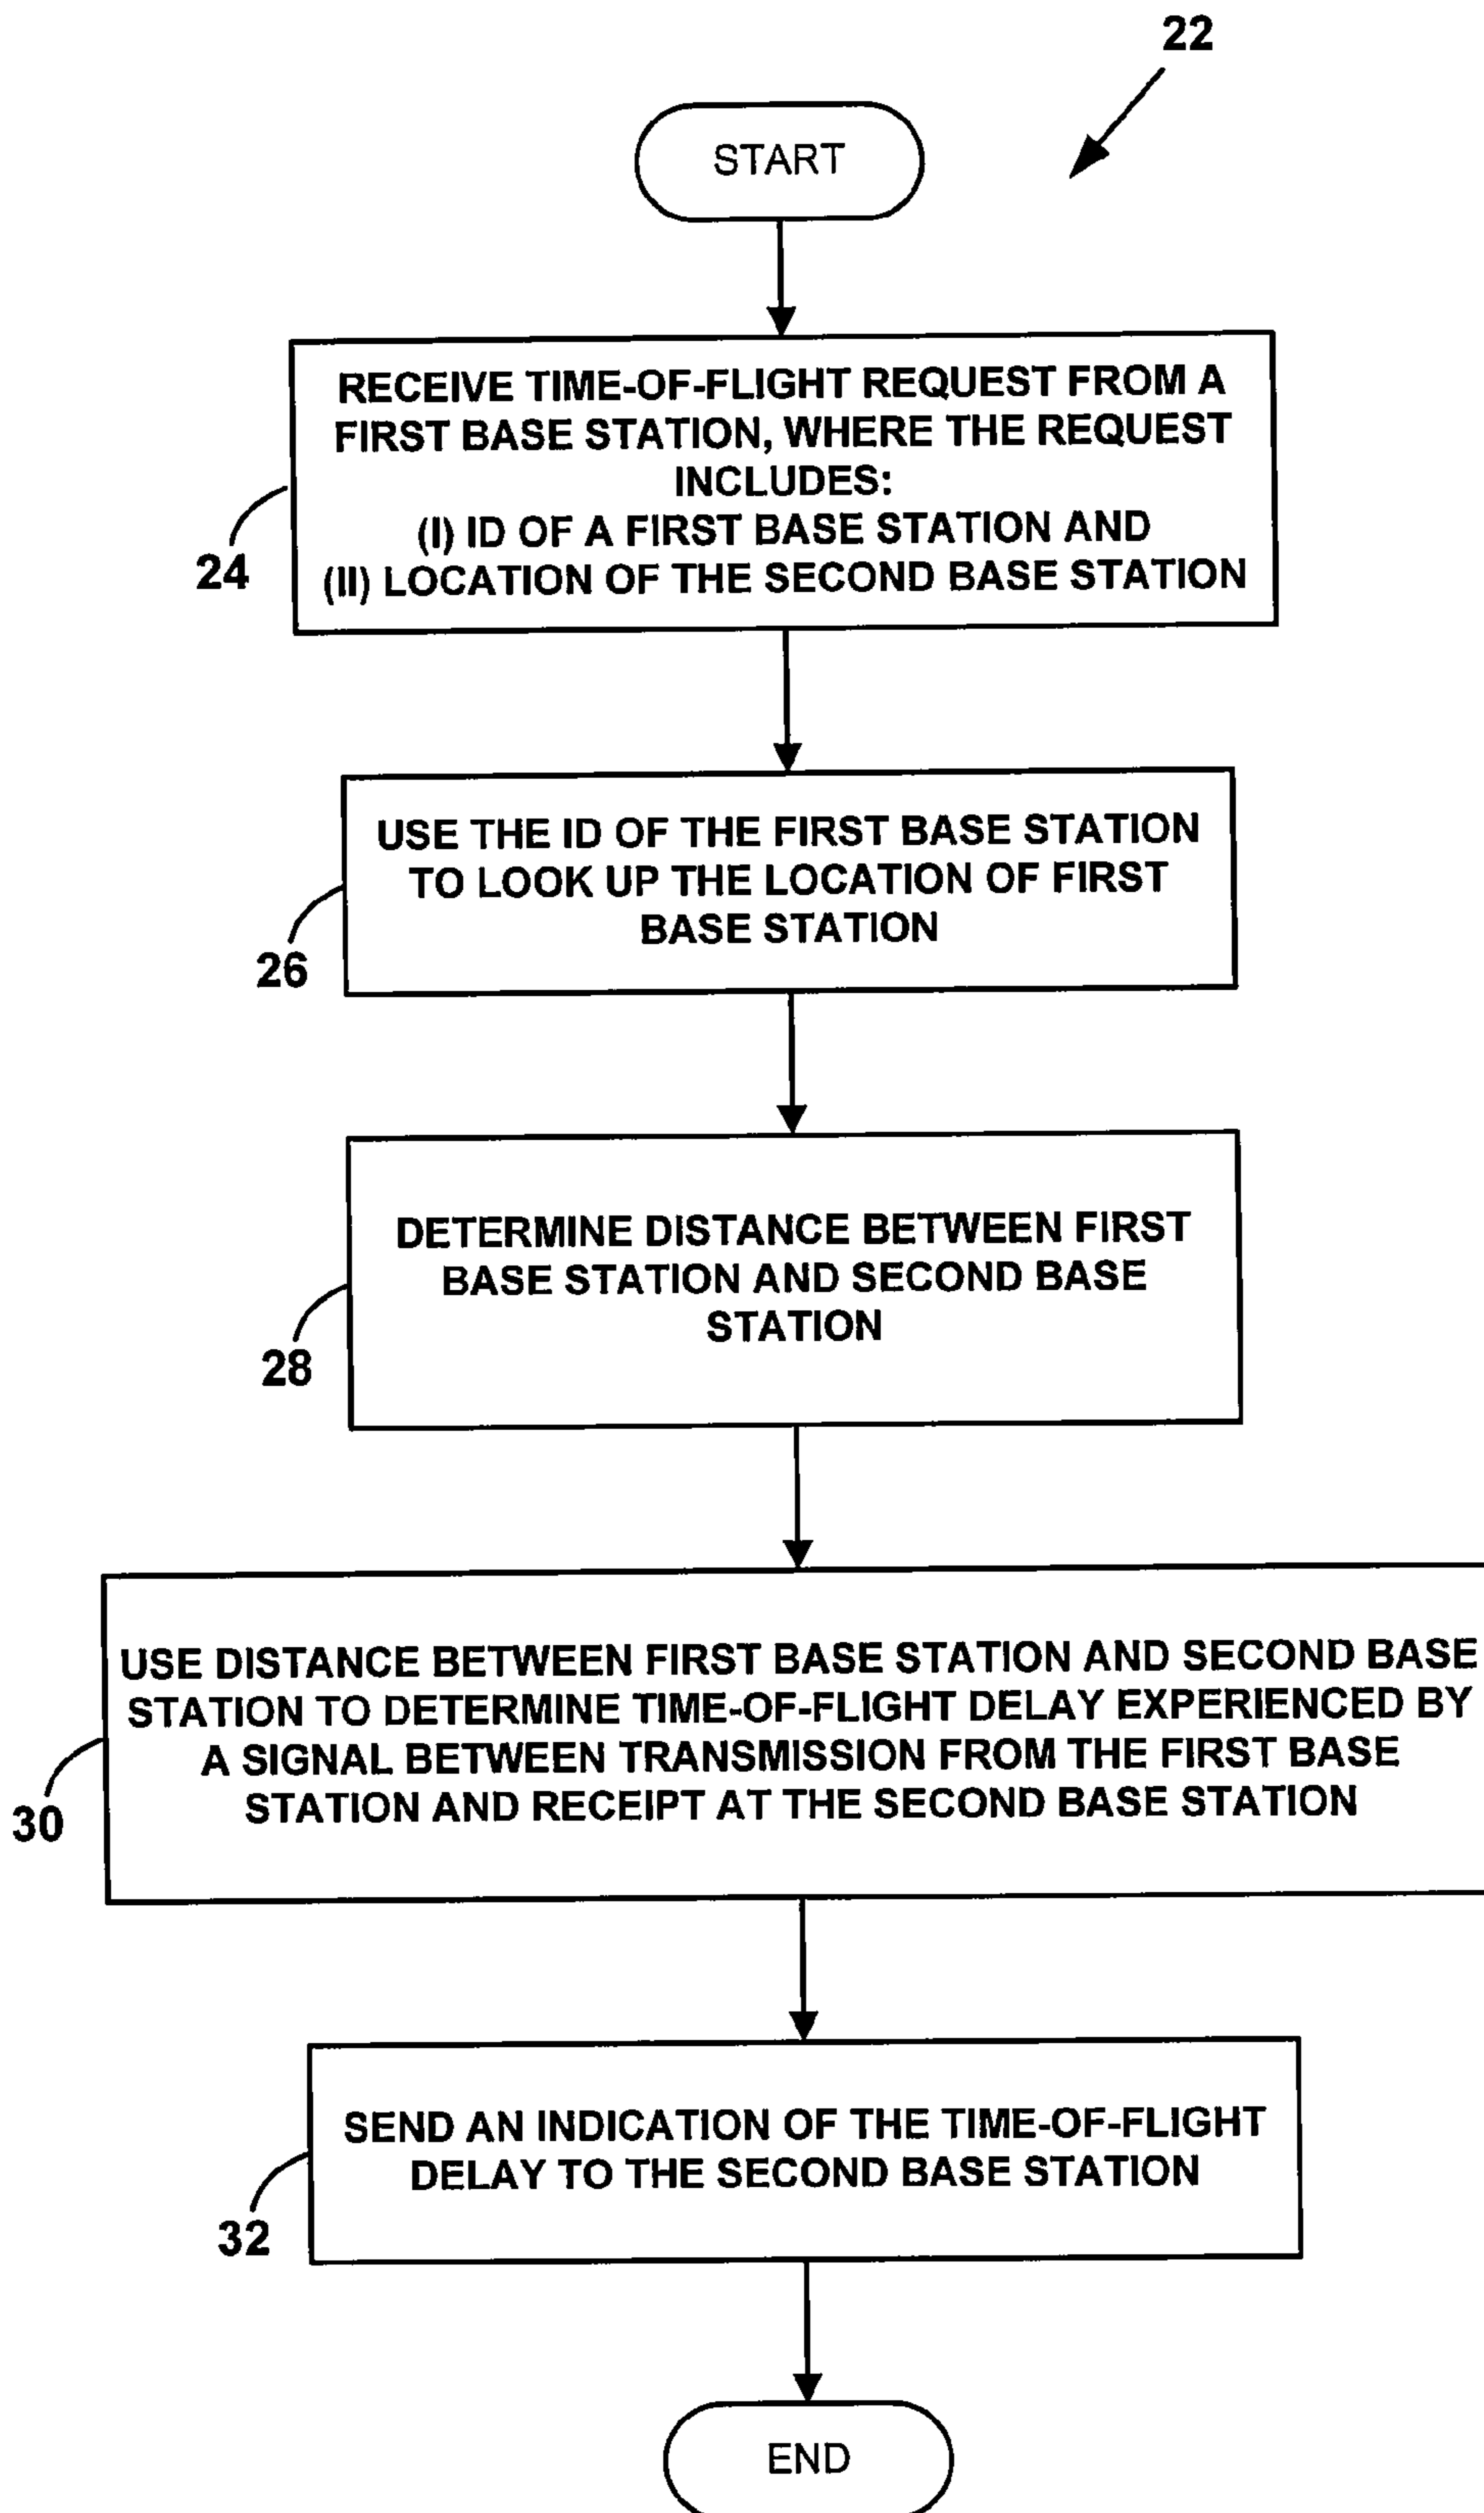 22
START
RECEIVE TIME-OF-FLIGHT REQUEST FROM A
FIRST BASE STATION, WHERE THE REQUEST
INCLUDES:
(I) ID OF A FIRST BASE STATION AND
(II) LOCATION OF THE SECOND BASE STATION
24
USE THE ID OF THE FIRST BASE STATION
TO LOOK UP THE LOCATION OF FIRST
BASE STATION
26
DETERMINE DISTANCE BETWEEN FIRST
BASE STATION AND SECOND BASE
STATION
28
USE DISTANCE BETWEEN FIRST BASE STATION AND SECOND BASE
STATION TO DETERMINE TIME-OF-FLIGHT DELAY EXPERIENCED BY
A SIGNAL BETWEEN TRANSMISSION FROM THE FIRST BASE
STATION AND RECEIPT AT THE SECOND BASE STATION
30
SEND AN INDICATION OF THE TIME-OF-FLIGHT
DELAY TO THE SECOND BASE STATION
32
END